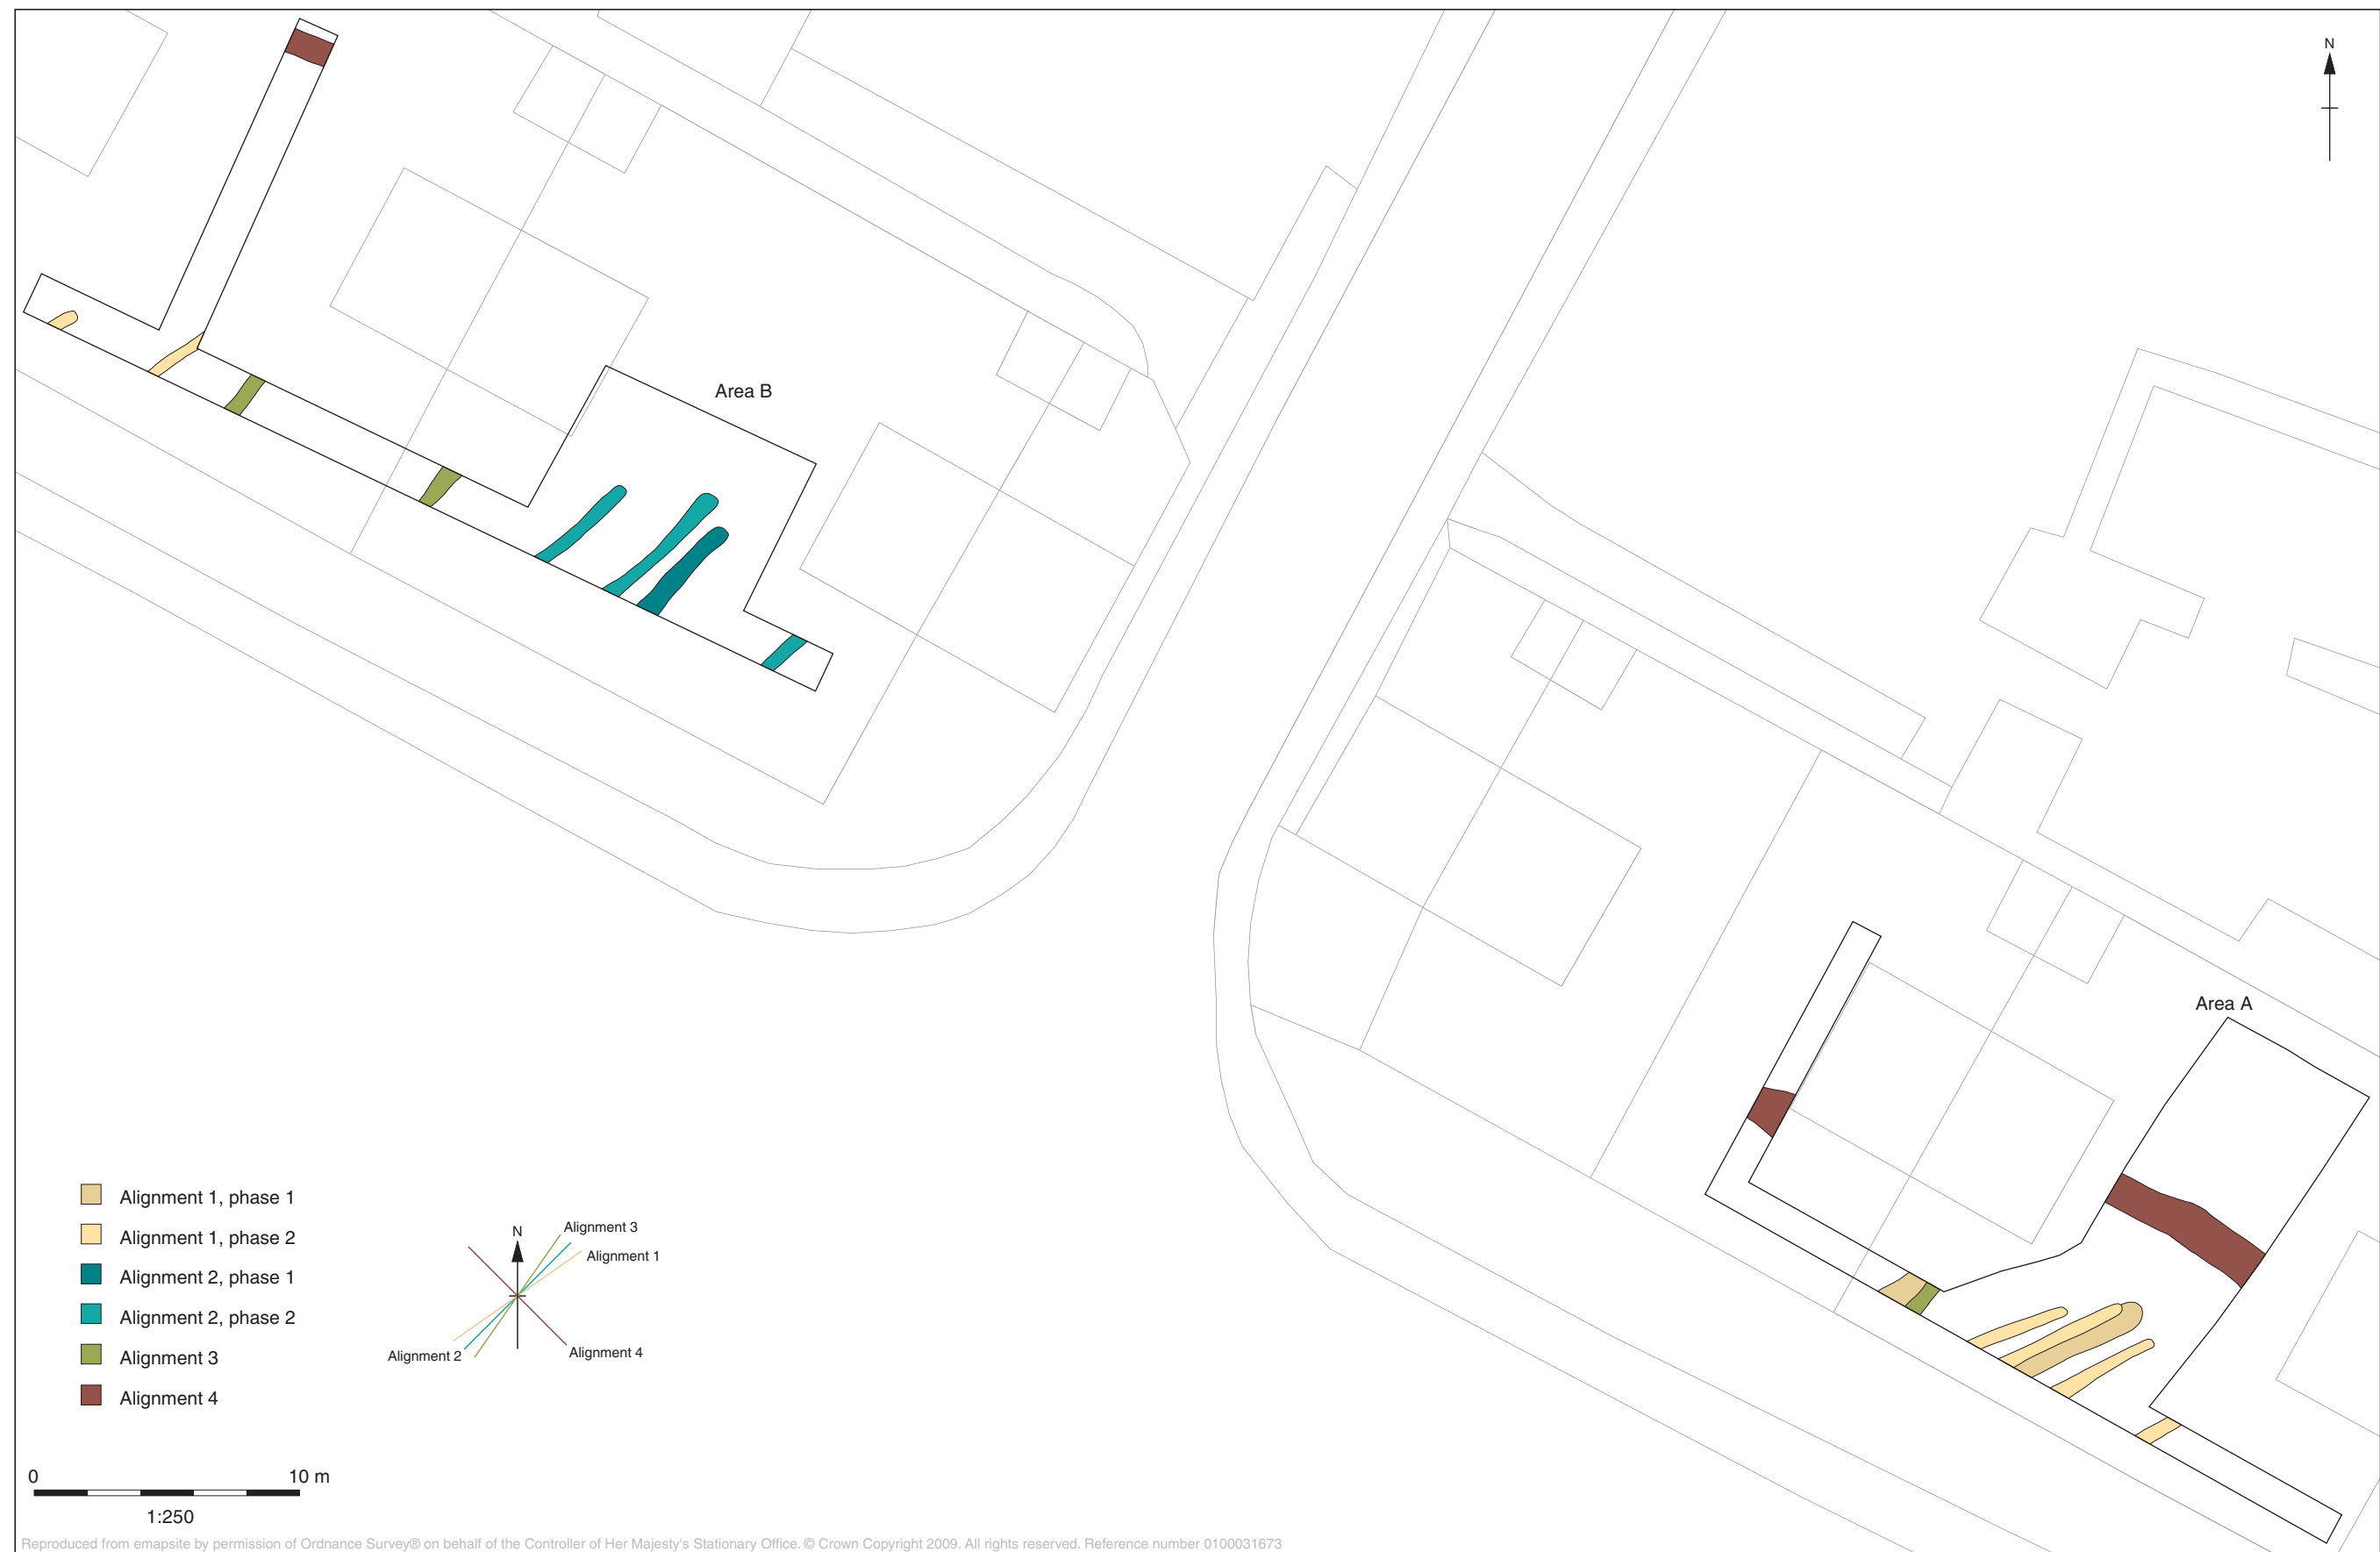 N
Area B
Area A
Alignment 1, phase 1
Alignment 1, phase 2
Alignment 2, phase 1
Alignment 2, phase 2
Alignment 3
Alignment 4
N
Alignment 3
Alignment 1
Alignment 2
Alignment 4
0 10 m
1:250
Reproduced from emapsite by permission of Ordnance Survey® on behalf of the Controller of Her Majesty's Stationary Office. © Crown Copyright 2009. All rights reserved. Reference number 0100031673